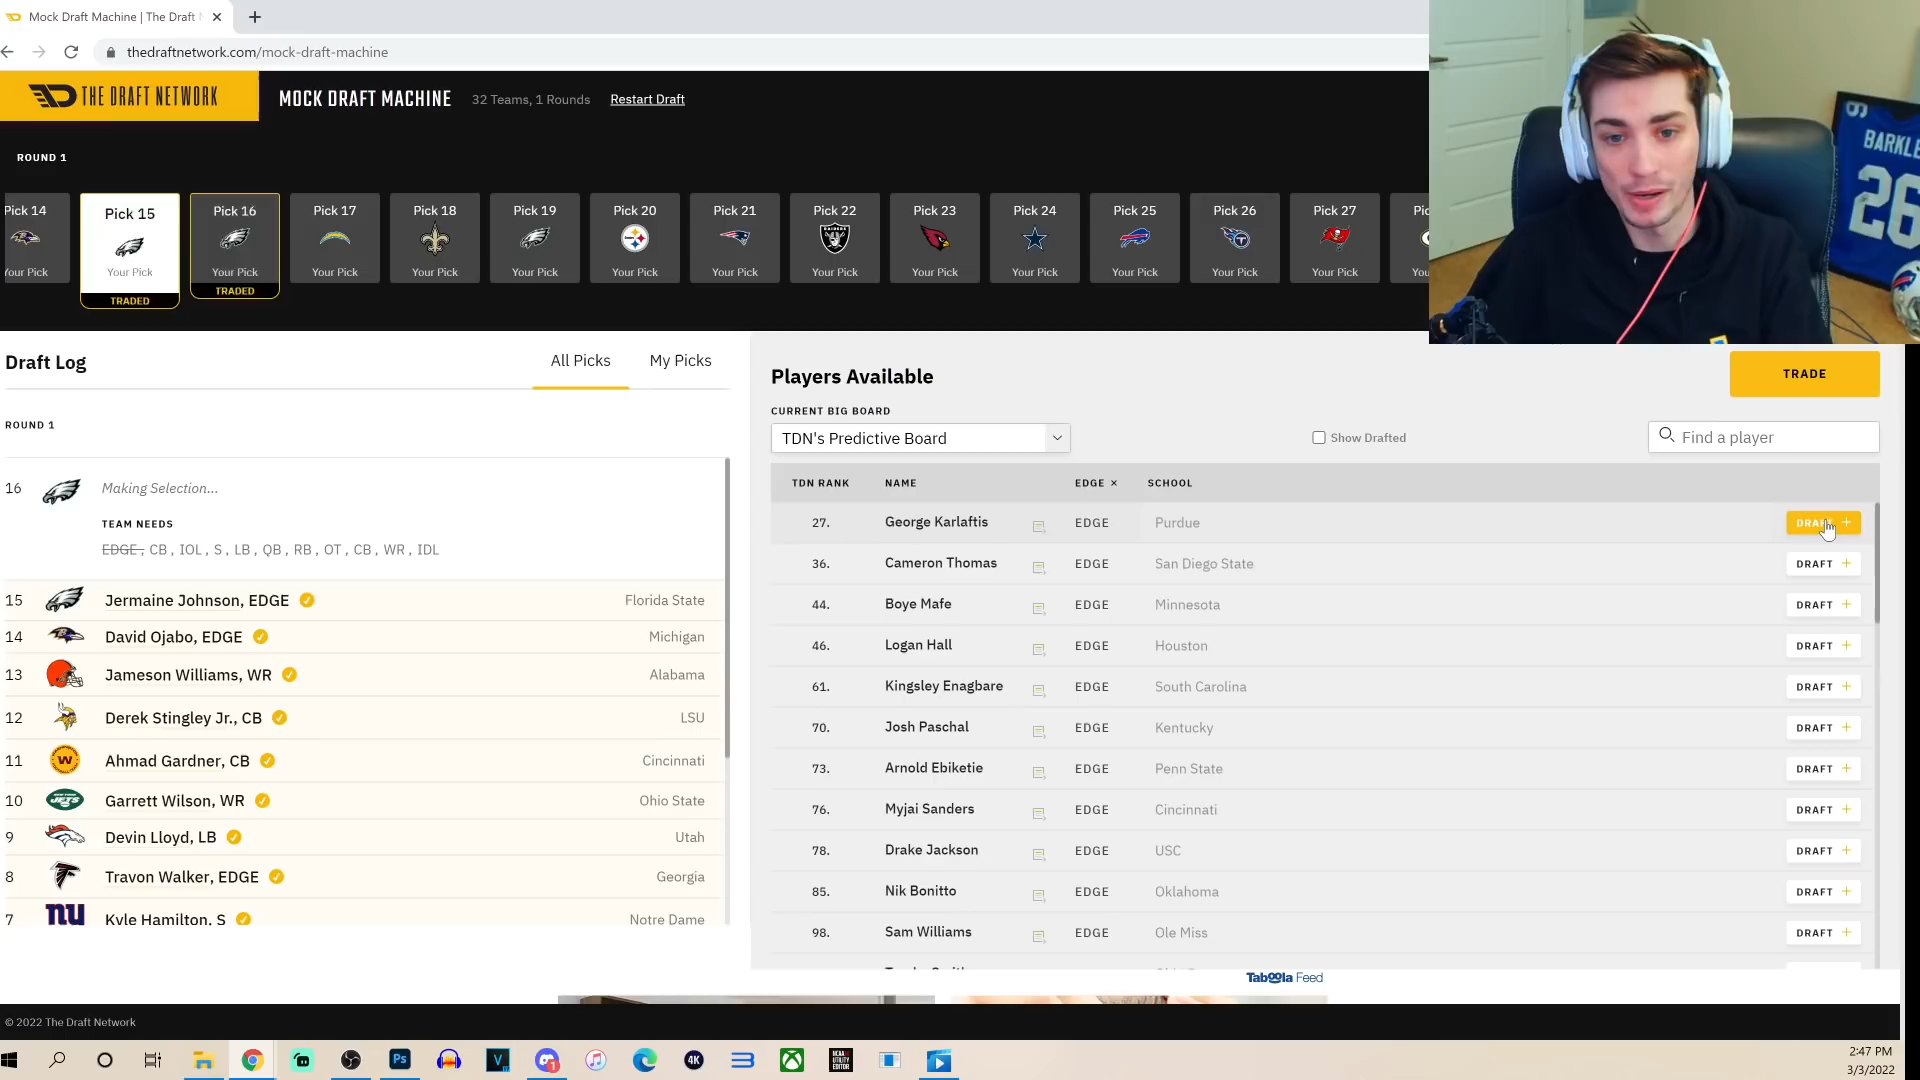 Mock Draft Machine | The Draft
thedraftnetwork.com/mock-draft-machine
THE DRAFT NETWORK
MOCK DRAFT MACHINE
32 Teams, 1 Rounds
Restart Draft
BARKLE
26
ROUND 1
Pick 14
Your Pick
Pick 15
Your Pick
TRADED
Pick 16
Your Pick
TRADED
Pick 17
Your Pick
Pick 18
Your Pick
Pick 19
Your Pick
Pick 20
Your Pick
Pick 21
Your Pick
Pick 22
Your Pick
Pick 23
Your Pick
Pick 24
Your Pick
Pick 25
Your Pick
Pick 26
Your Pick
Pick 27
Your Pick
Draft Log
All Picks
My Picks
ROUND 1
16
Making Selection...
TEAM NEEDS
EDGE, CB, IOL, S, LB, QB, RB, OT, CB, WR, IDL
15 Jermaine Johnson, EDGE Florida State
14 David Ojabo, EDGE Michigan
13 Jameson Williams, WR Alabama
12 Derek Stingley Jr., CB LSU
11 W Ahmad Gardner, CB Cincinnati
10 JETS Garrett Wilson, WR Ohio State
9 Devin Lloyd, LB Utah
8 Travon Walker, EDGE Georgia
7 ny Kyle Hamilton, S Notre Dame
Players Available
TRADE
CURRENT BIG BOARD
TDN's Predictive Board
Show Drafted
Find a player
TDN RANK NAME EDGE × SCHOOL
27. George Karlaftis EDGE Purdue DRAFT +
36. Cameron Thomas EDGE San Diego State DRAFT +
44. Boye Mafe EDGE Minnesota DRAFT +
46. Logan Hall EDGE Houston DRAFT +
61. Kingsley Enagbare EDGE South Carolina DRAFT +
70. Josh Paschal EDGE Kentucky DRAFT +
73. Arnold Ebiketie EDGE Penn State DRAFT +
76. Myjai Sanders EDGE Cincinnati DRAFT +
78. Drake Jackson EDGE USC DRAFT +
85. Nik Bonitto EDGE Oklahoma DRAFT +
98. Sam Williams EDGE Ole Miss DRAFT +
Taboola Feed
© 2022 The Draft Network
Ps
V
1
4K
NCAA
UTILITY
EDITOR
2:47 PM
3/3/2022